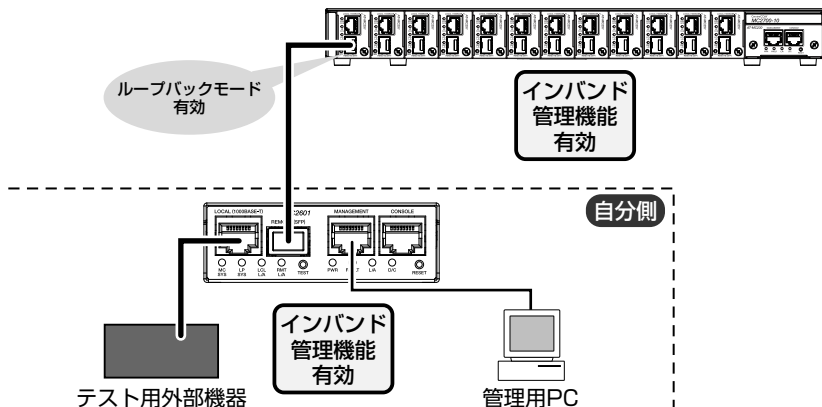 MC2700-10
ループバックモード
有効
インバンド
管理機能
有効
自分側
LOCAL (1000BASE-T)
2601
REMOTE (SFP)
MANAGEMENT
CONSOLE
MC
SYS
LP
SYS
LCL
L/A
RMT
L/A
TEST
PWR
L/A
D/C
RESET
インバンド
管理機能
有効
テスト用外部機器
管理用PC